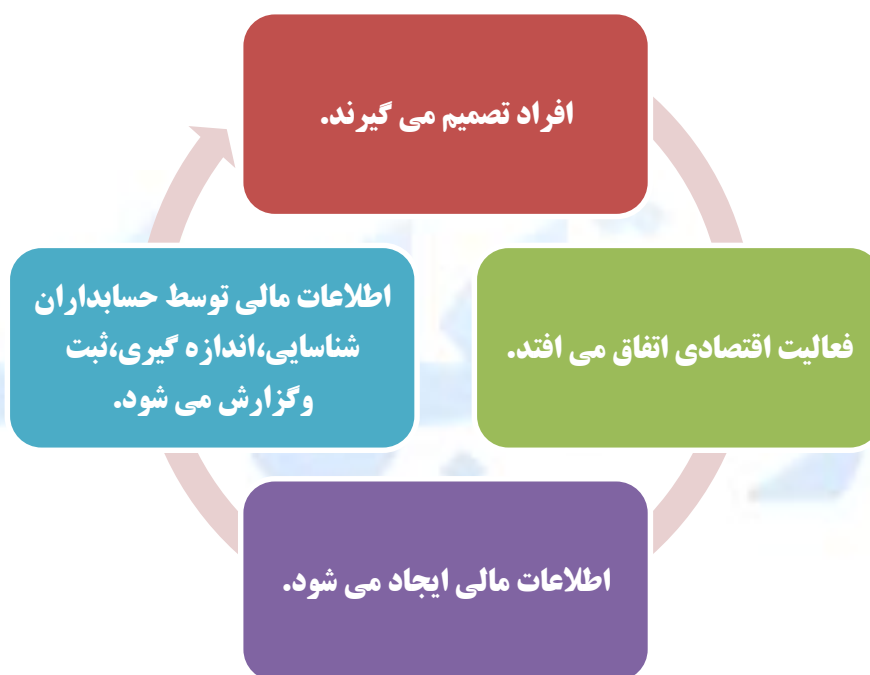 افراد تصمیم می گیرند.
فعالیت اقتصادی اتفاق می افتد.
اطلاعات مالی ایجاد می شود.
اطلاعات مالی توسط حسابداران
شناسایی،اندازه گیری،ثبت
وگزارش می شود.